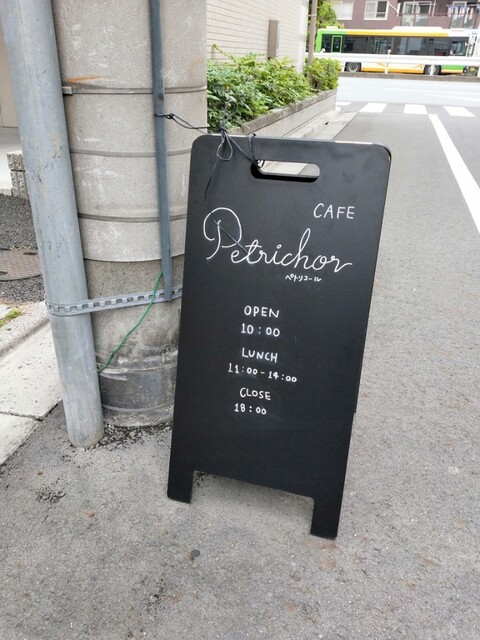 CAFE
Petrichor
ペトリコール
OPEN
10:00
LUNCH
11:00-14:00
CLOSE
18:00